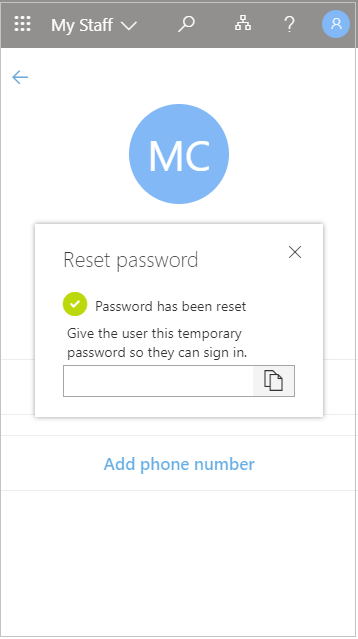 My Staff
?
MC
Reset password
Password has been reset
Give the user this temporary
password so they can sign in.
Add phone number